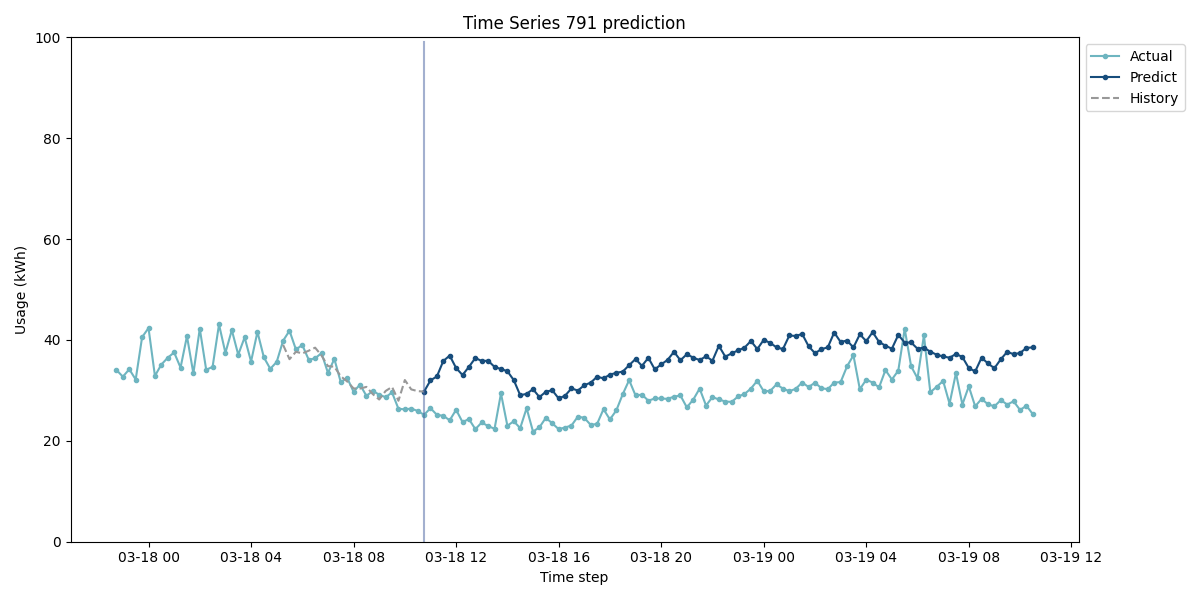 Time Series 791 prediction
100
80
60
40
20
0
Usage (kWh)
03-18 00 03-18 04 03-18 08 03-18 12 03-18 16 03-18 20 03-19 00 03-19 04 03-19 08 03-19 12
Time step
Actual
Predict
History